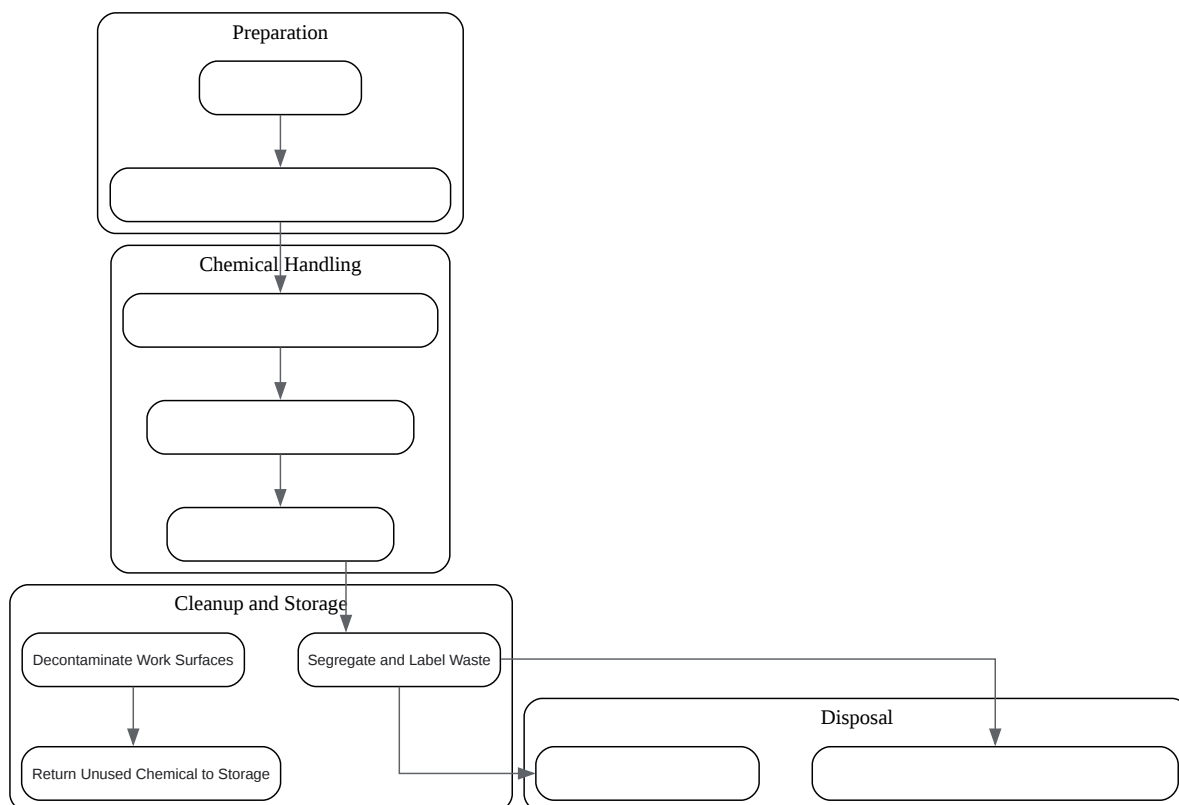 Preparation
Chemical Handling
Cleanup and Storage
Decontaminate Work Surfaces
Segregate and Label Waste
Disposal
Return Unused Chemical to Storage